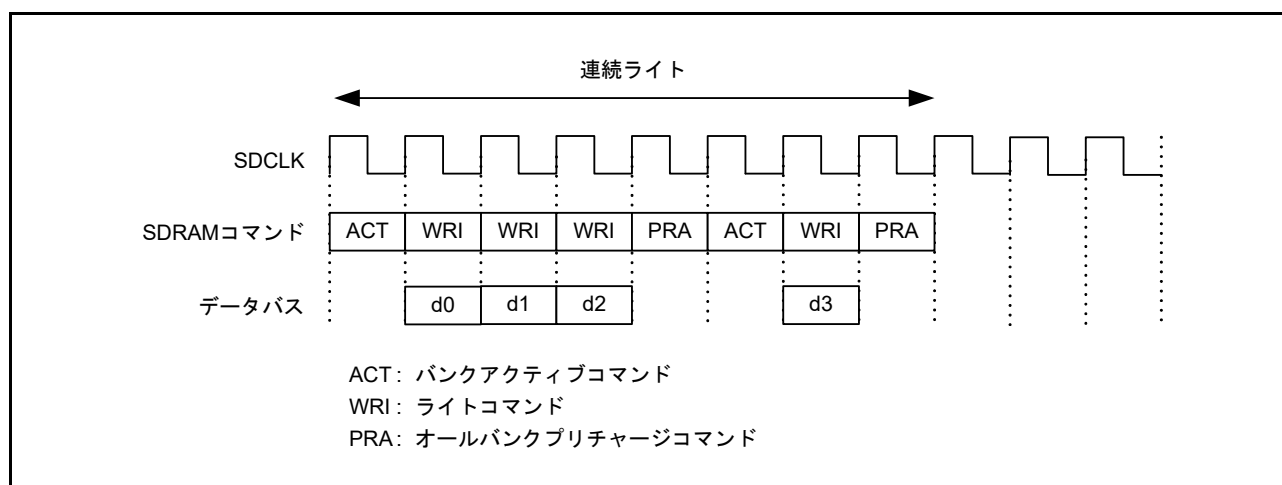 連続ライト
SDCLK
SDRAMコマンド ACT WRI WRI WRI PRA ACT WRI PRA
データバス d0 d1 d2 d3
ACT : バンクアクティブコマンド
WRI : ライトコマンド
PRA : オールバンクプリチャージコマンド